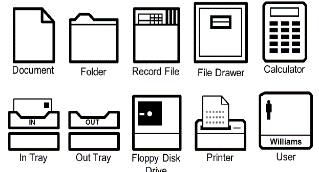 Document
Folder
Record File
File Drawer
Calculator
IN
OUT
Williams
In Tray
Out Tray
Floppy Disk
Drive
Printer
User